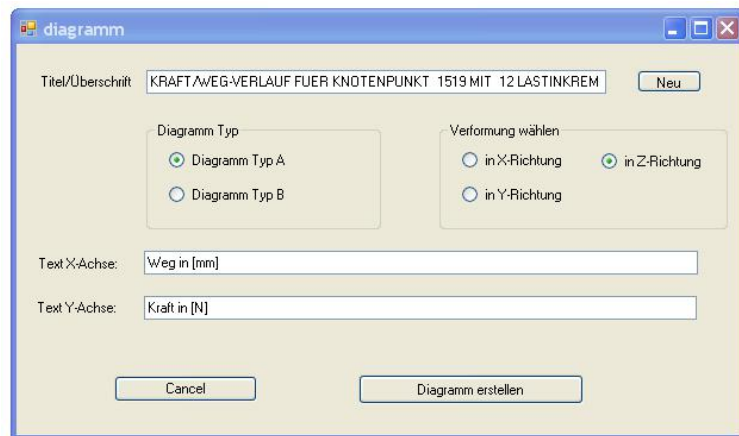 diagramm
Titel/Überschrift KRAFT/WEG-VERLAUF FUER KNOTENPUNKT 1519 MIT 12 LASTINKREM Neu
Diagramm Typ
Diagramm Typ A
Diagramm Typ B
Verformung wählen
in X-Richtung
in Z-Richtung
in Y-Richtung
Text X-Achse: Weg in [mm]
Text Y-Achse: Kraft in [N]
Cancel
Diagramm erstellen